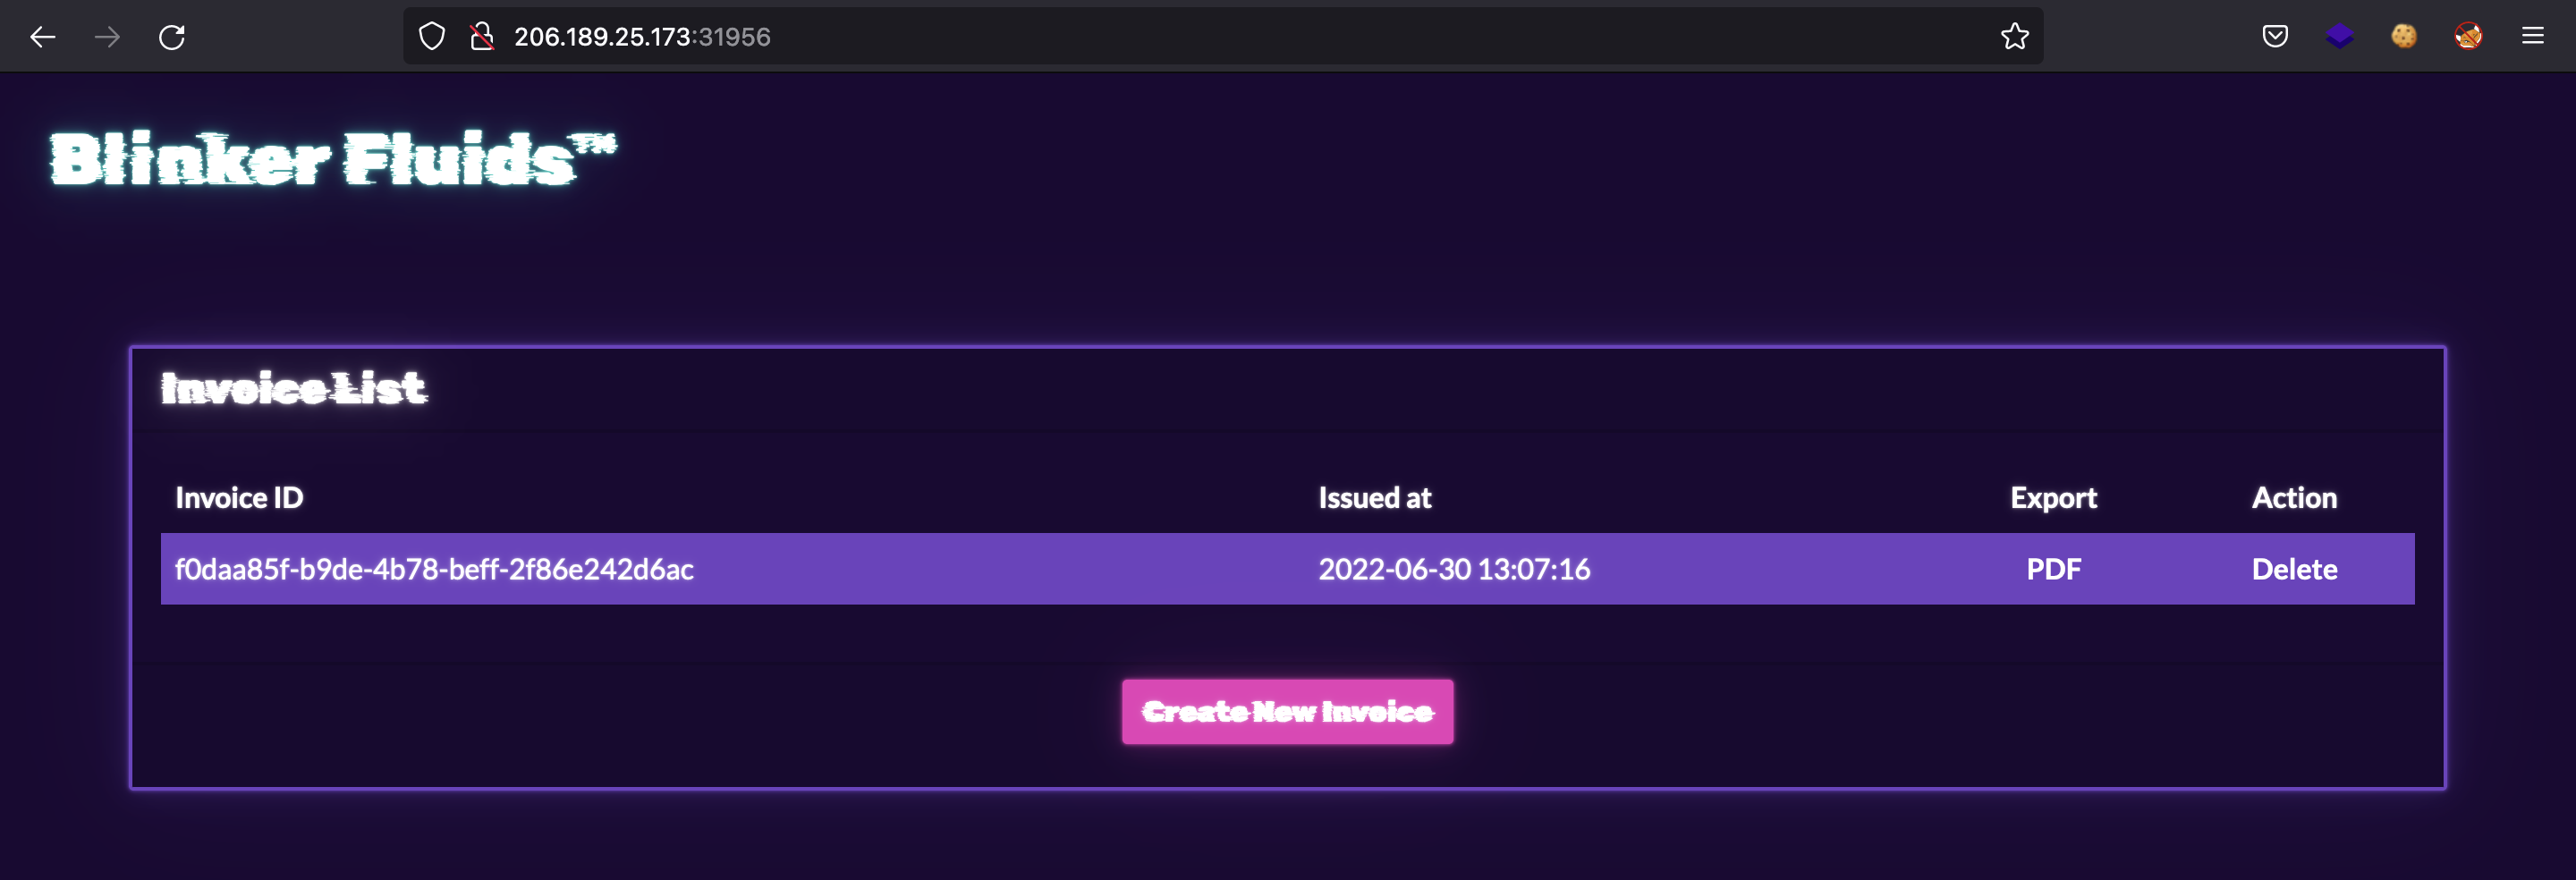 206.189.25.173:31956
Blinker Fluids™
Invoice List
Invoice ID Issued at Export Action
f0daa85f-b9de-4b78-beff-2f86e242d6ac 2022-06-30 13:07:16 PDF Delete
Create New Invoice